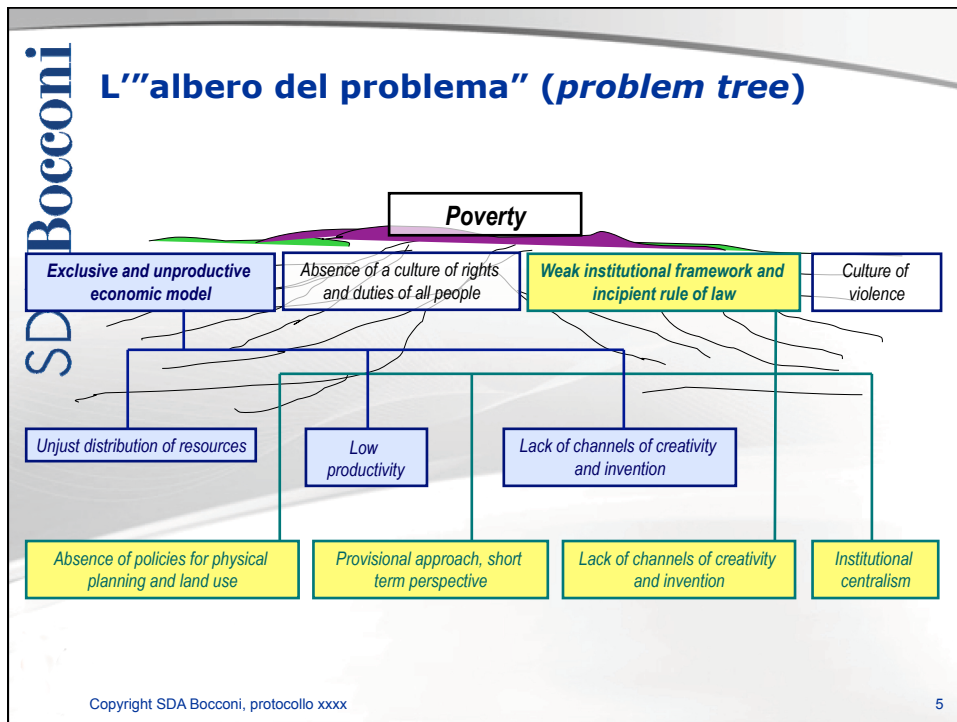 SDA Bocconi
L’”albero del problema” (problem tree)
Poverty
Exclusive and unproductive
economic model
Absence of a culture of rights
and duties of all people
Weak institutional framework and
incipient rule of law
Culture of
violence
Unjust distribution of resources
Low
productivity
Lack of channels of creativity
and invention
Absence of policies for physical
planning and land use
Provisional approach, short
term perspective
Lack of channels of creativity
and invention
Institutional
centralism
Copyright SDA Bocconi, protocollo xxxx
5